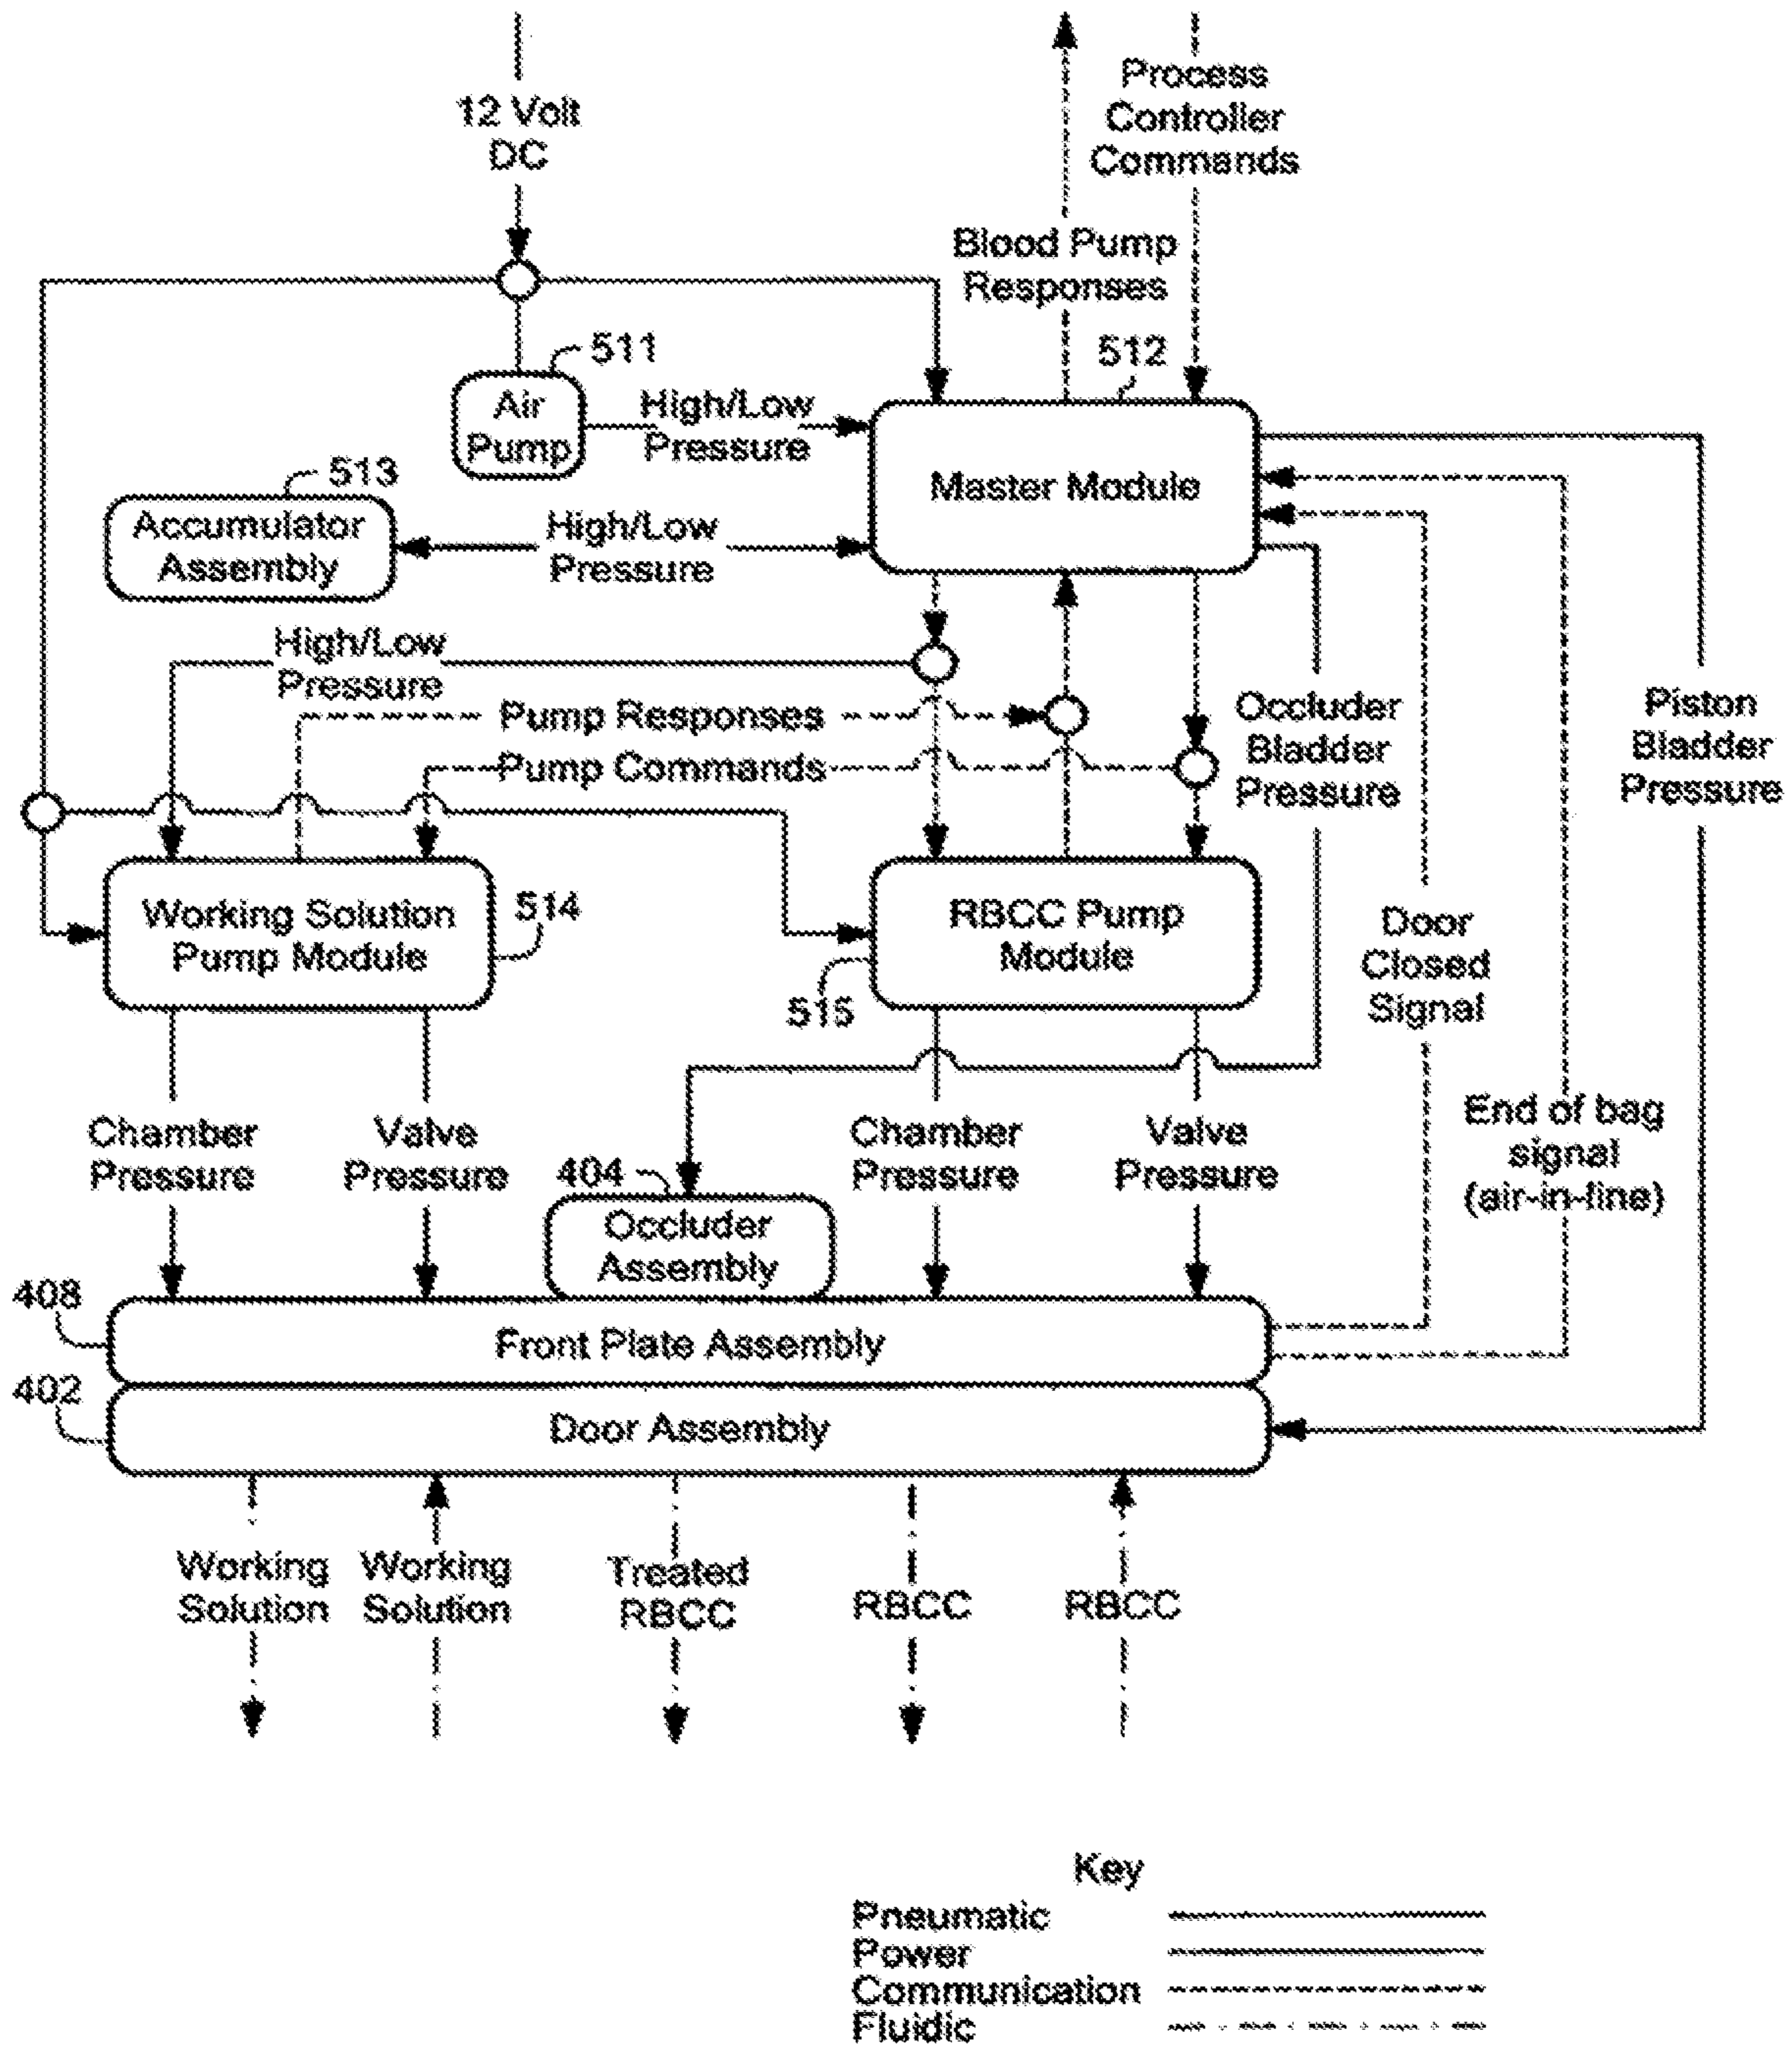 12 Volt
DC
Process
Controller
Commands
Blood Pump
Responses
511
512
Air
Pump
High/Low
Pressure
Master Module
513
Accumulator
Assembly
High/Low
Pressure
High/Low
Pressure
Pump Responses
Pump Commands
Occluder
Bladder
Pressure
Piston
Bladder
Pressure
Working Solution
Pump Module
514
RBCC Pump
Module
515
Door
Closed
Signal
End of bag
signal
(air-in-line)
Chamber
Pressure
Valve
Pressure
Chamber
Pressure
Valve
Pressure
404
Occluder
Assembly
408
Front Plate Assembly
402
Door Assembly
Working
Solution
Working
Solution
Treated
RBCC
RBCC
RBCC
Key
Pneumatic
Power
Communication
Fluidic